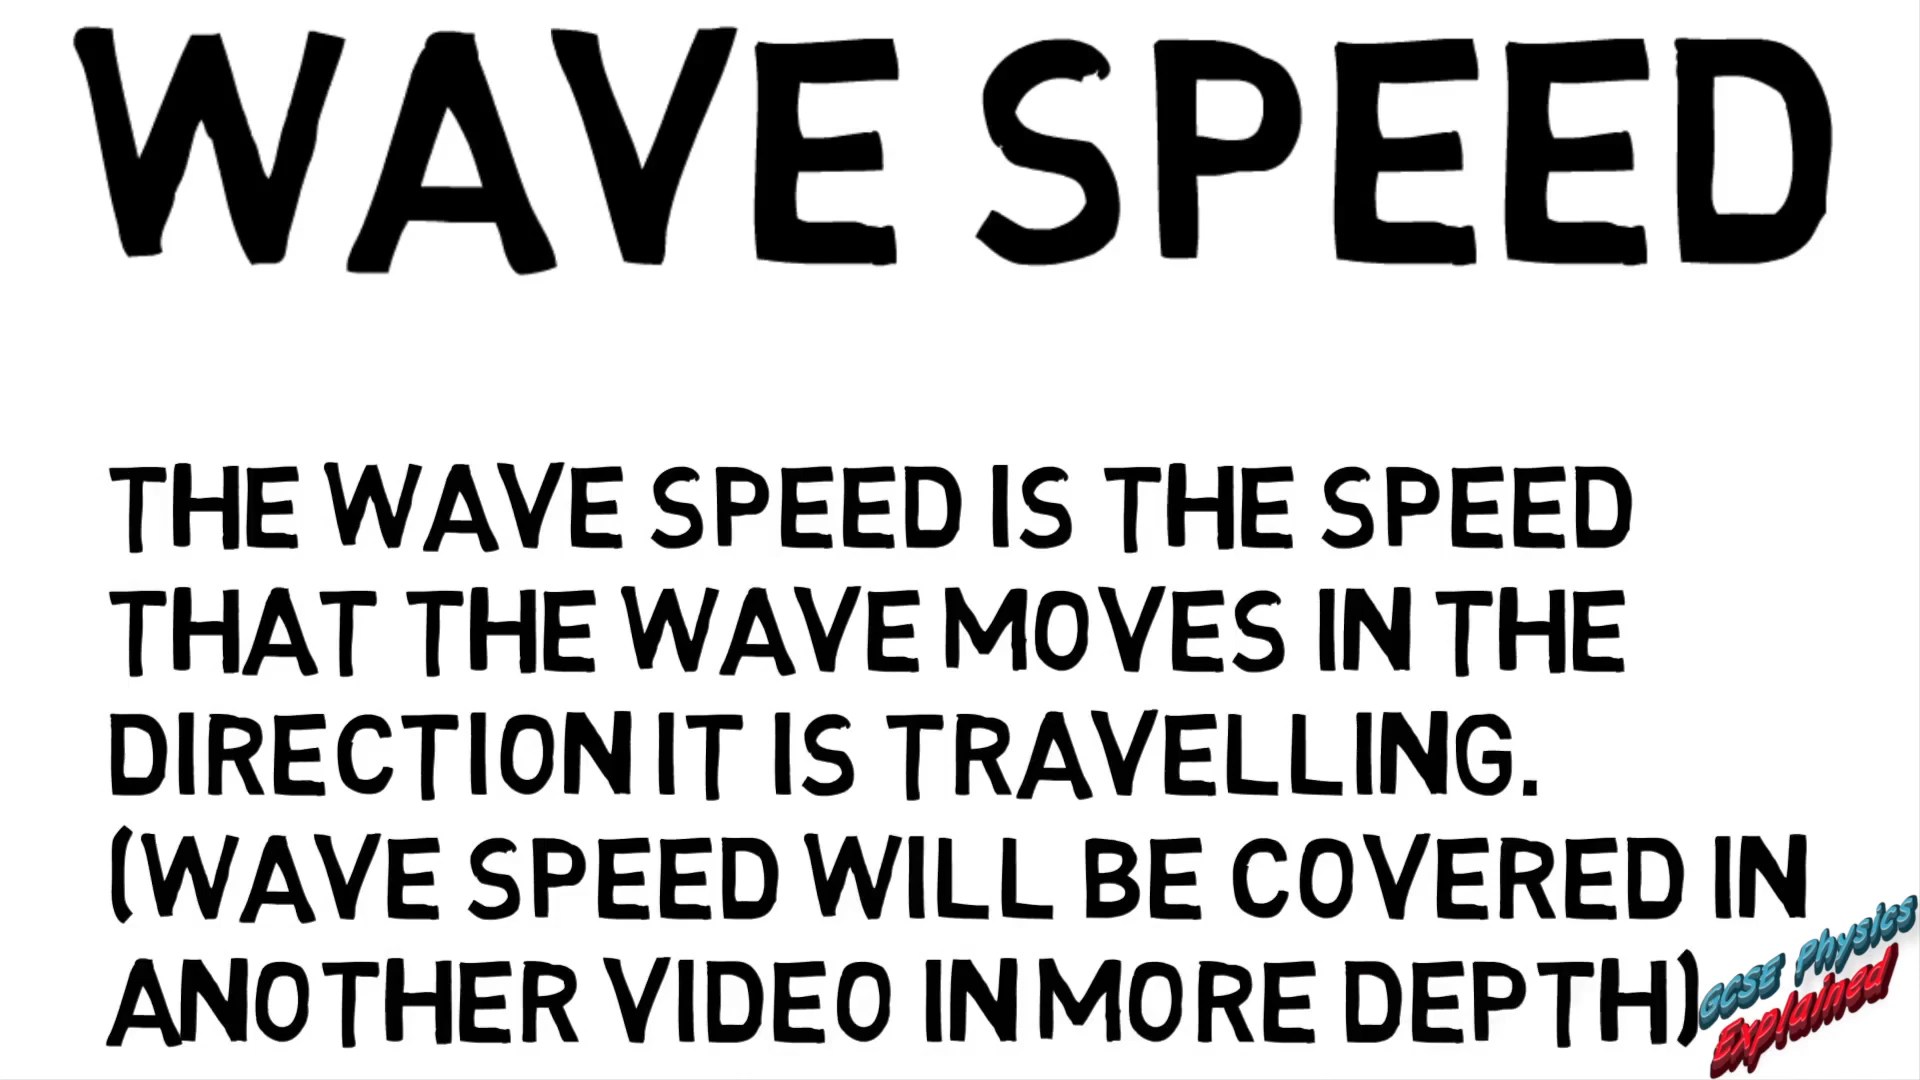 WAVE SPEED
THE WAVE SPEED IS THE SPEED
THAT THE WAVE MOVES IN THE
DIRECTION IT IS TRAVELLING.
(WAVE SPEED WILL BE COVERED IN
ANOTHER VIDEO IN MORE DEPTH)
GCSE Physics
Explained